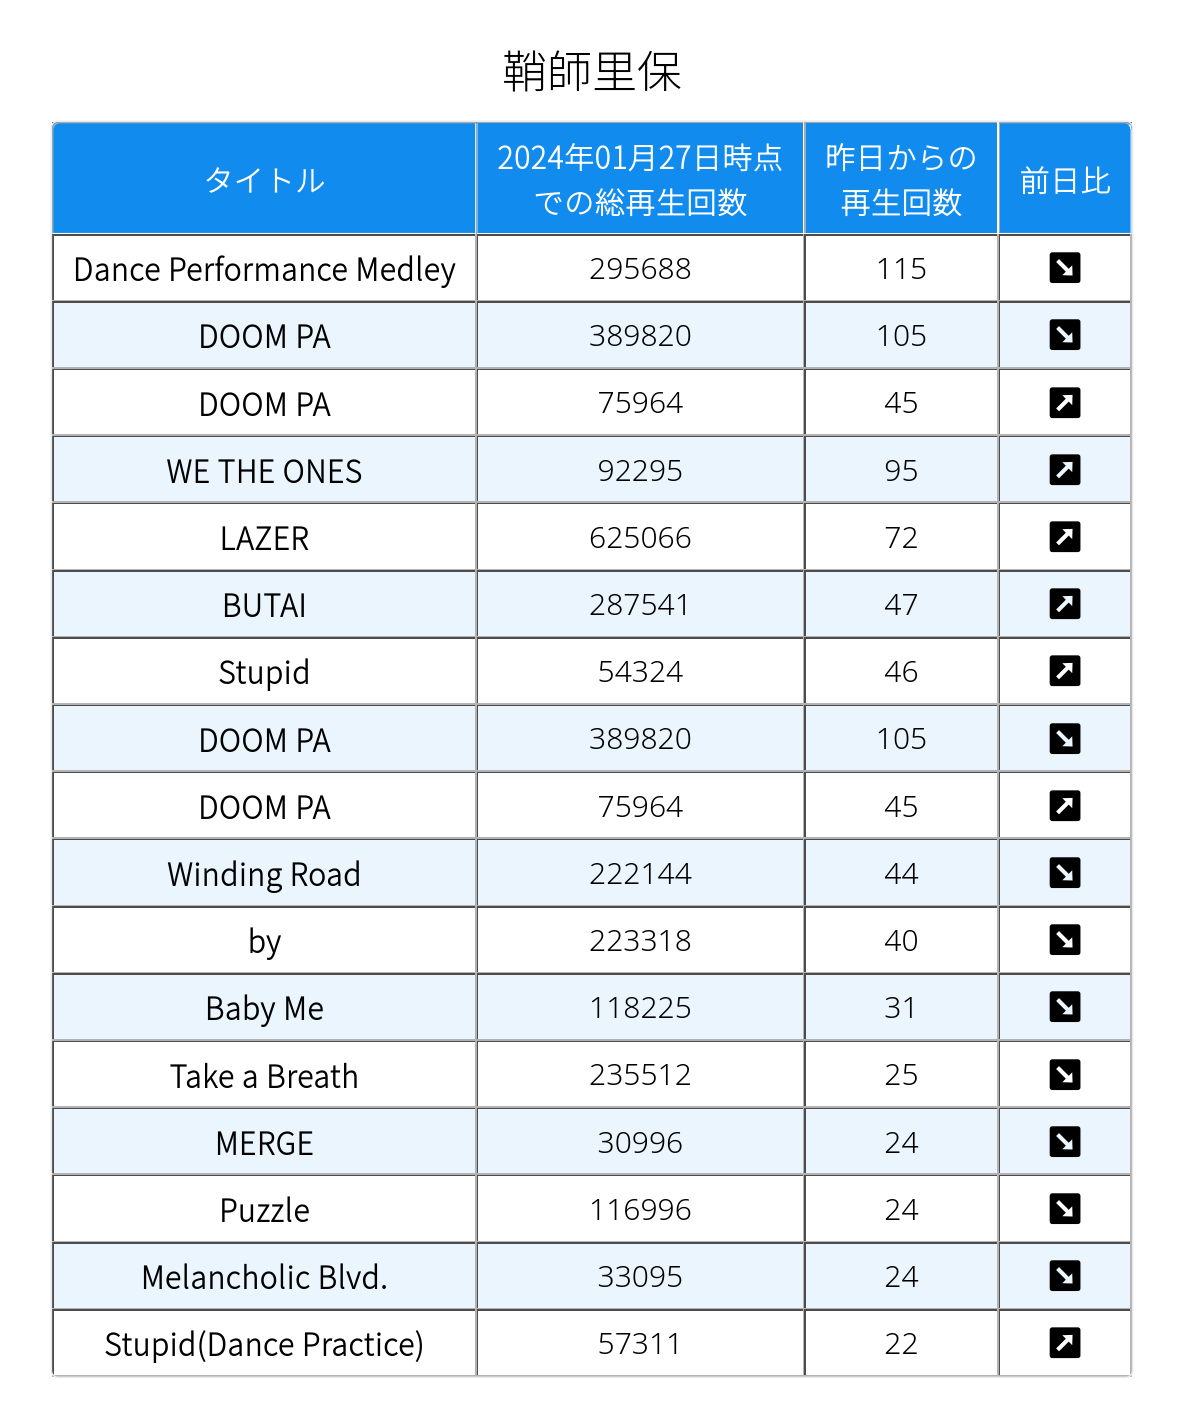 鞘師里保
タイトル 2024年01月27日時点での総再生回数 昨日からの再生回数 前日比
Dance Performance Medley 295688 115 ↘
DOOM PA 389820 105 ↘
DOOM PA 75964 45 ↗
WE THE ONES 92295 95 ↗
LAZER 625066 72 ↗
BUTAI 287541 47 ↗
Stupid 54324 46 ↗
DOOM PA 389820 105 ↘
DOOM PA 75964 45 ↗
Winding Road 222144 44 ↘
by 223318 40 ↘
Baby Me 118225 31 ↘
Take a Breath 235512 25 ↘
MERGE 30996 24 ↘
Puzzle 116996 24 ↘
Melancholic Blvd. 33095 24 ↘
Stupid(Dance Practice) 57311 22 ↗